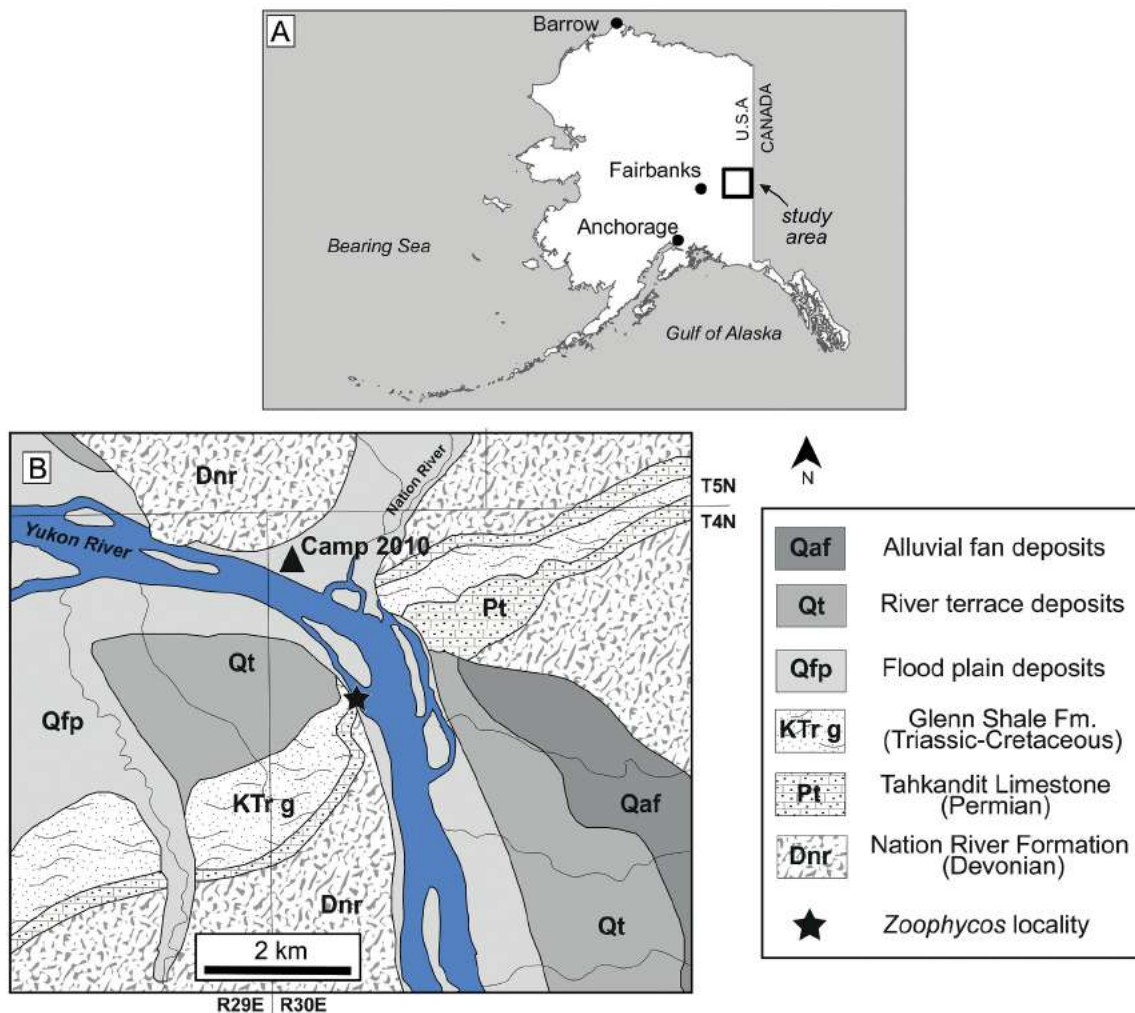 A
Barrow
U.S.A
CANADA
Fairbanks
study
area
Anchorage
Bearing Sea
Gulf of Alaska
B
Dnr
Nation River
N
T5N
T4N
Yukon River
Camp 2010
Pt
Qt
Qfp
KTr g
Qaf
Dnr
Qt
2 km
R29E
R30E
Qaf
Alluvial fan deposits
Qt
River terrace deposits
Qfp
Flood plain deposits
KTr g
Glenn Shale Fm.
(Triassic-Cretaceous)
Pt
Tahkandit Limestone
(Permian)
Dnr
Nation River Formation
(Devonian)
Zoophycos locality